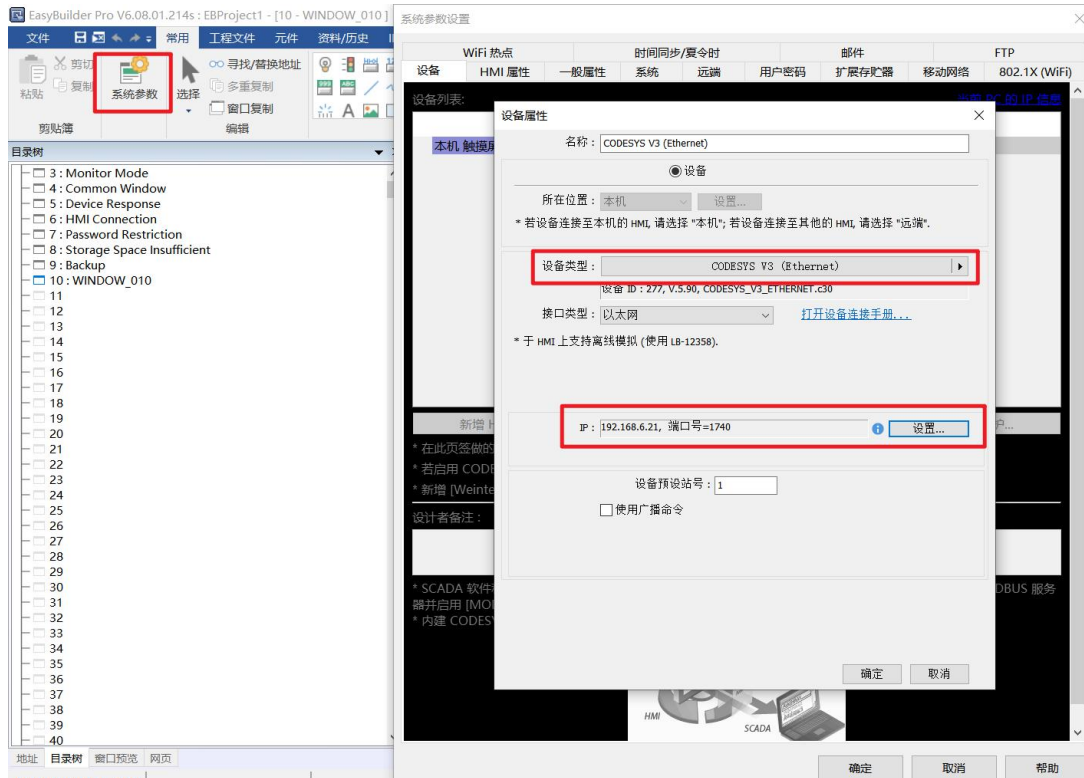 EasyBuilder Pro V6.08.01.214s : EBProject1 - [10 - WINDOW_010 ]
文件 常用 工程文件 元件 资料/历史
剪切
复制
粘贴
剪贴簿
系统参数
选择
寻找/替换地址
多重复制
窗口复制
编辑
目录树
3 : Monitor Mode
4 : Common Window
5 : Device Response
6 : HMI Connection
7 : Password Restriction
8 : Storage Space Insufficient
9 : Backup
10 : WINDOW_010
11
12
13
14
15
16
17
18
19
20
21
22
23
24
25
26
27
28
29
30
31
32
33
34
35
36
37
38
39
40
地址 目录树 窗口预览 网页
系统参数设置
WiFi 热点 时间同步/夏令时 邮件 FTP
设备 HMI 属性 一般属性 系统 远端 用户密码 扩展存贮器 移动网络 802.1X (WiFi)
设备列表:
当前 PC 的 IP 信息
本机 触摸屏
新增 H
* 在此页签做的
* 若启用 CODE
* 新增 [Weinte
设计者备注 :
* SCADA 软件
DBUS 服务
器并启用 [MO
* 内建 CODESY
HMI
SCADA
确定 取消 帮助
设备属性
名称 : CODESYS V3 (Ethernet)
设备
所在位置 : 本机 设置...
* 若设备连接至本机的 HMI, 请选择 "本机"; 若设备连接至其他的 HMI, 请选择 "远端".
设备类型 : CODESYS V3 (Ethernet)
设备 ID : 277, V.5.90, CODESYS_V3_ETHERNET.c30
接口类型 : 以太网 打开设备连接手册...
* 于 HMI 上支持离线模拟 (使用 LB-12358).
IP : 192.168.6.21, 端口号=1740 设置...
设备预设站号 : 1
使用广播命令
确定 取消